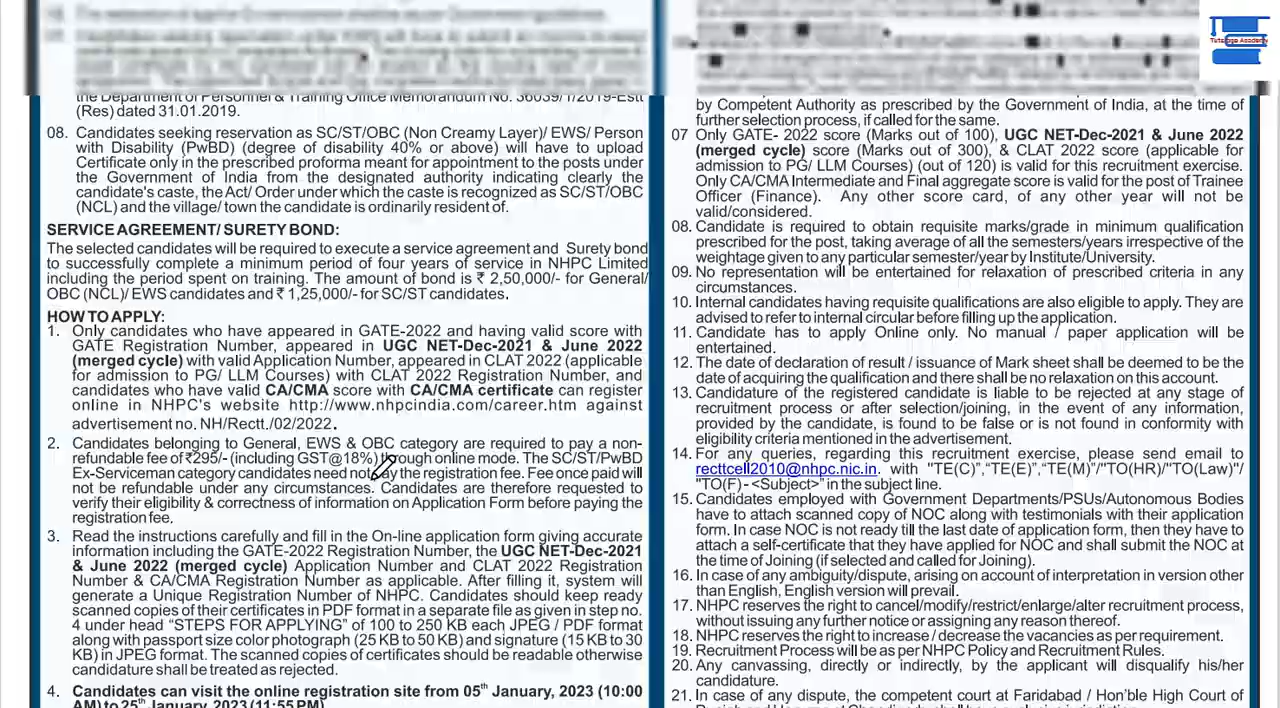 Tutelage Academy
the Department of Personnel & Training Office Memorandum No. 36039/1/2019-Estt
(Res) dated 31.01.2019.
08. Candidates seeking reservation as SC/ST/OBC (Non Creamy Layer)/ EWS/ Person
with Disability (PwBD) (degree of disability 40% or above) will have to upload
Certificate only in the prescribed proforma meant for appointment to the posts under
the Government of India from the designated authority indicating clearly the
candidate's caste, the Act/ Order under which the caste is recognized as SC/ST/OBC
(NCL) and the village/ town the candidate is ordinarily resident of.
SERVICE AGREEMENT/ SURETY BOND:
The selected candidates will be required to execute a service agreement and Surety bond
to successfully complete a minimum period of four years of service in NHPC Limited
including the period spent on training. The amount of bond is ₹ 2,50,000/- for General/
OBC (NCL)/ EWS candidates and ₹ 1,25,000/- for SC/ST candidates.
HOW TO APPLY:
1. Only candidates who have appeared in GATE-2022 and having valid score with
GATE Registration Number, appeared in UGC NET-Dec-2021 & June 2022
(merged cycle) with valid Application Number, appeared in CLAT 2022 (applicable
for admission to PG/ LLM Courses) with CLAT 2022 Registration Number, and
candidates who have valid CA/CMA score with CA/CMA certificate can register
online in NHPC's website http://www.nhpcindia.com/career.htm against
advertisement no. NH/Rectt./02/2022.
2. Candidates belonging to General, EWS & OBC category are required to pay a non-
refundable fee of ₹295/- (including GST@18%) through online mode. The SC/ST/PwBD
Ex-Serviceman category candidates need not pay the registration fee. Fee once paid will
not be refundable under any circumstances. Candidates are therefore requested to
verify their eligibility & correctness of information on Application Form before paying the
registration fee.
3. Read the instructions carefully and fill in the On-line application form giving accurate
information including the GATE-2022 Registration Number, the UGC NET-Dec-2021
& June 2022 (merged cycle) Application Number and CLAT 2022 Registration
Number & CA/CMA Registration Number as applicable. After filling it, system will
generate a Unique Registration Number of NHPC. Candidates should keep ready
scanned copies of their certificates in PDF format in a separate file as given in step no.
4 under head “STEPS FOR APPLYING” of 100 to 250 KB each JPEG / PDF format
along with passport size color photograph (25 KB to 50 KB) and signature (15 KB to 30
KB) in JPEG format. The scanned copies of certificates should be readable otherwise
candidature shall be treated as rejected.
4. Candidates can visit the online registration site from 05th January, 2023 (10:00
AM) to 25th January, 2023 (11:55 PM)
by Competent Authority as prescribed by the Government of India, at the time of
further selection process, if called for the same.
07 Only GATE- 2022 score (Marks out of 100), UGC NET-Dec-2021 & June 2022
(merged cycle) score (Marks out of 300), & CLAT 2022 score (applicable for
admission to PG/ LLM Courses) (out of 120) is valid for this recruitment exercise.
Only CA/CMA Intermediate and Final aggregate score is valid for the post of Trainee
Officer (Finance). Any other score card, of any other year will not be
valid/considered.
08. Candidate is required to obtain requisite marks/grade in minimum qualification
prescribed for the post, taking average of all the semesters/years irrespective of the
weightage given to any particular semester/year by Institute/University.
09. No representation will be entertained for relaxation of prescribed criteria in any
circumstances.
10. Internal candidates having requisite qualifications are also eligible to apply. They are
advised to refer to internal circular before filling up the application.
11. Candidate has to apply Online only. No manual / paper application will be
entertained.
12. The date of declaration of result / issuance of Mark sheet shall be deemed to be the
date of acquiring the qualification and there shall be no relaxation on this account.
13. Candidature of the registered candidate is liable to be rejected at any stage of
recruitment process or after selection/joining, in the event of any information,
provided by the candidate, is found to be false or is not found in conformity with
eligibility criteria mentioned in the advertisement.
14. For any queries, regarding this recruitment exercise, please send email to
recttcell2010@nhpc.nic.in. with "TE(C)”,“TE(E)”,“TE(M)”/"TO(HR)/"TO(Law)"/
"TO(F) - <Subject>” in the subject line.
15. Candidates employed with Government Departments/PSUs/Autonomous Bodies
have to attach scanned copy of NOC along with testimonials with their application
form. In case NOC is not ready till the last date of application form, then they have to
attach a self-certificate that they have applied for NOC and shall submit the NOC at
the time of Joining (if selected and called for Joining).
16. In case of any ambiguity/dispute, arising on account of interpretation in version other
than English, English version will prevail.
17. NHPC reserves the right to cancel/modify/restrict/enlarge/alter recruitment process,
without issuing any further notice or assigning any reason thereof.
18. NHPC reserves the right to increase / decrease the vacancies as per requirement.
19. Recruitment Process will be as per NHPC Policy and Recruitment Rules.
20. Any canvassing, directly or indirectly, by the applicant will disqualify his/her
candidature.
21. In case of any dispute, the competent court at Faridabad / Hon'ble High Court of